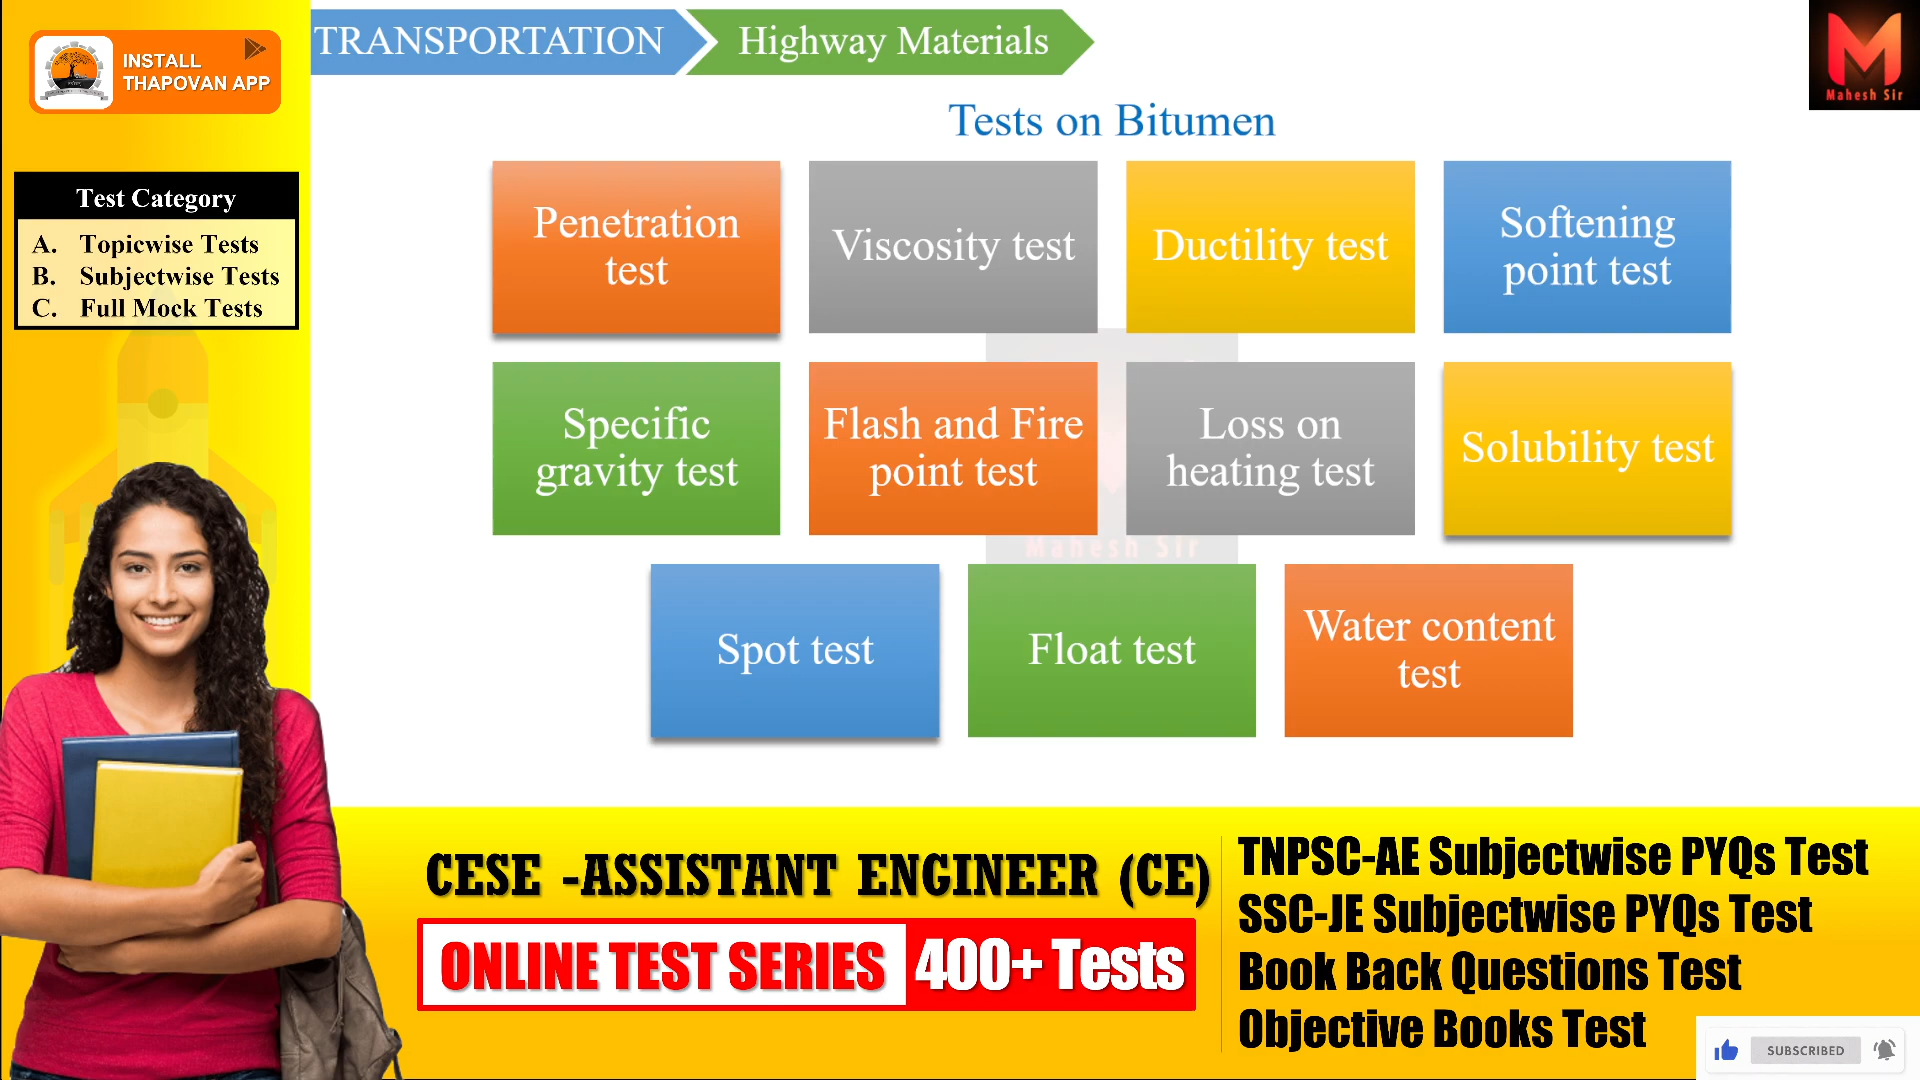 INSTALL
THAPOVAN APP
TRANSPORTATION
Highway Materials
Mahesh Sir
Tests on Bitumen
Test Category
A. Topicwise Tests
B. Subjectwise Tests
C. Full Mock Tests
Penetration
test
Viscosity test
Ductility test
Softening
point test
Specific
gravity test
Flash and Fire
point test
Loss on
heating test
Solubility test
Mahesh Sir
Spot test
Float test
Water content
test
CESE -ASSISTANT ENGINEER (CE)
ONLINE TEST SERIES 400+ Tests
TNPSC-AE Subjectwise PYQs Test
SSC-JE Subjectwise PYQs Test
Book Back Questions Test
Objective Books Test
SUBSCRIBED